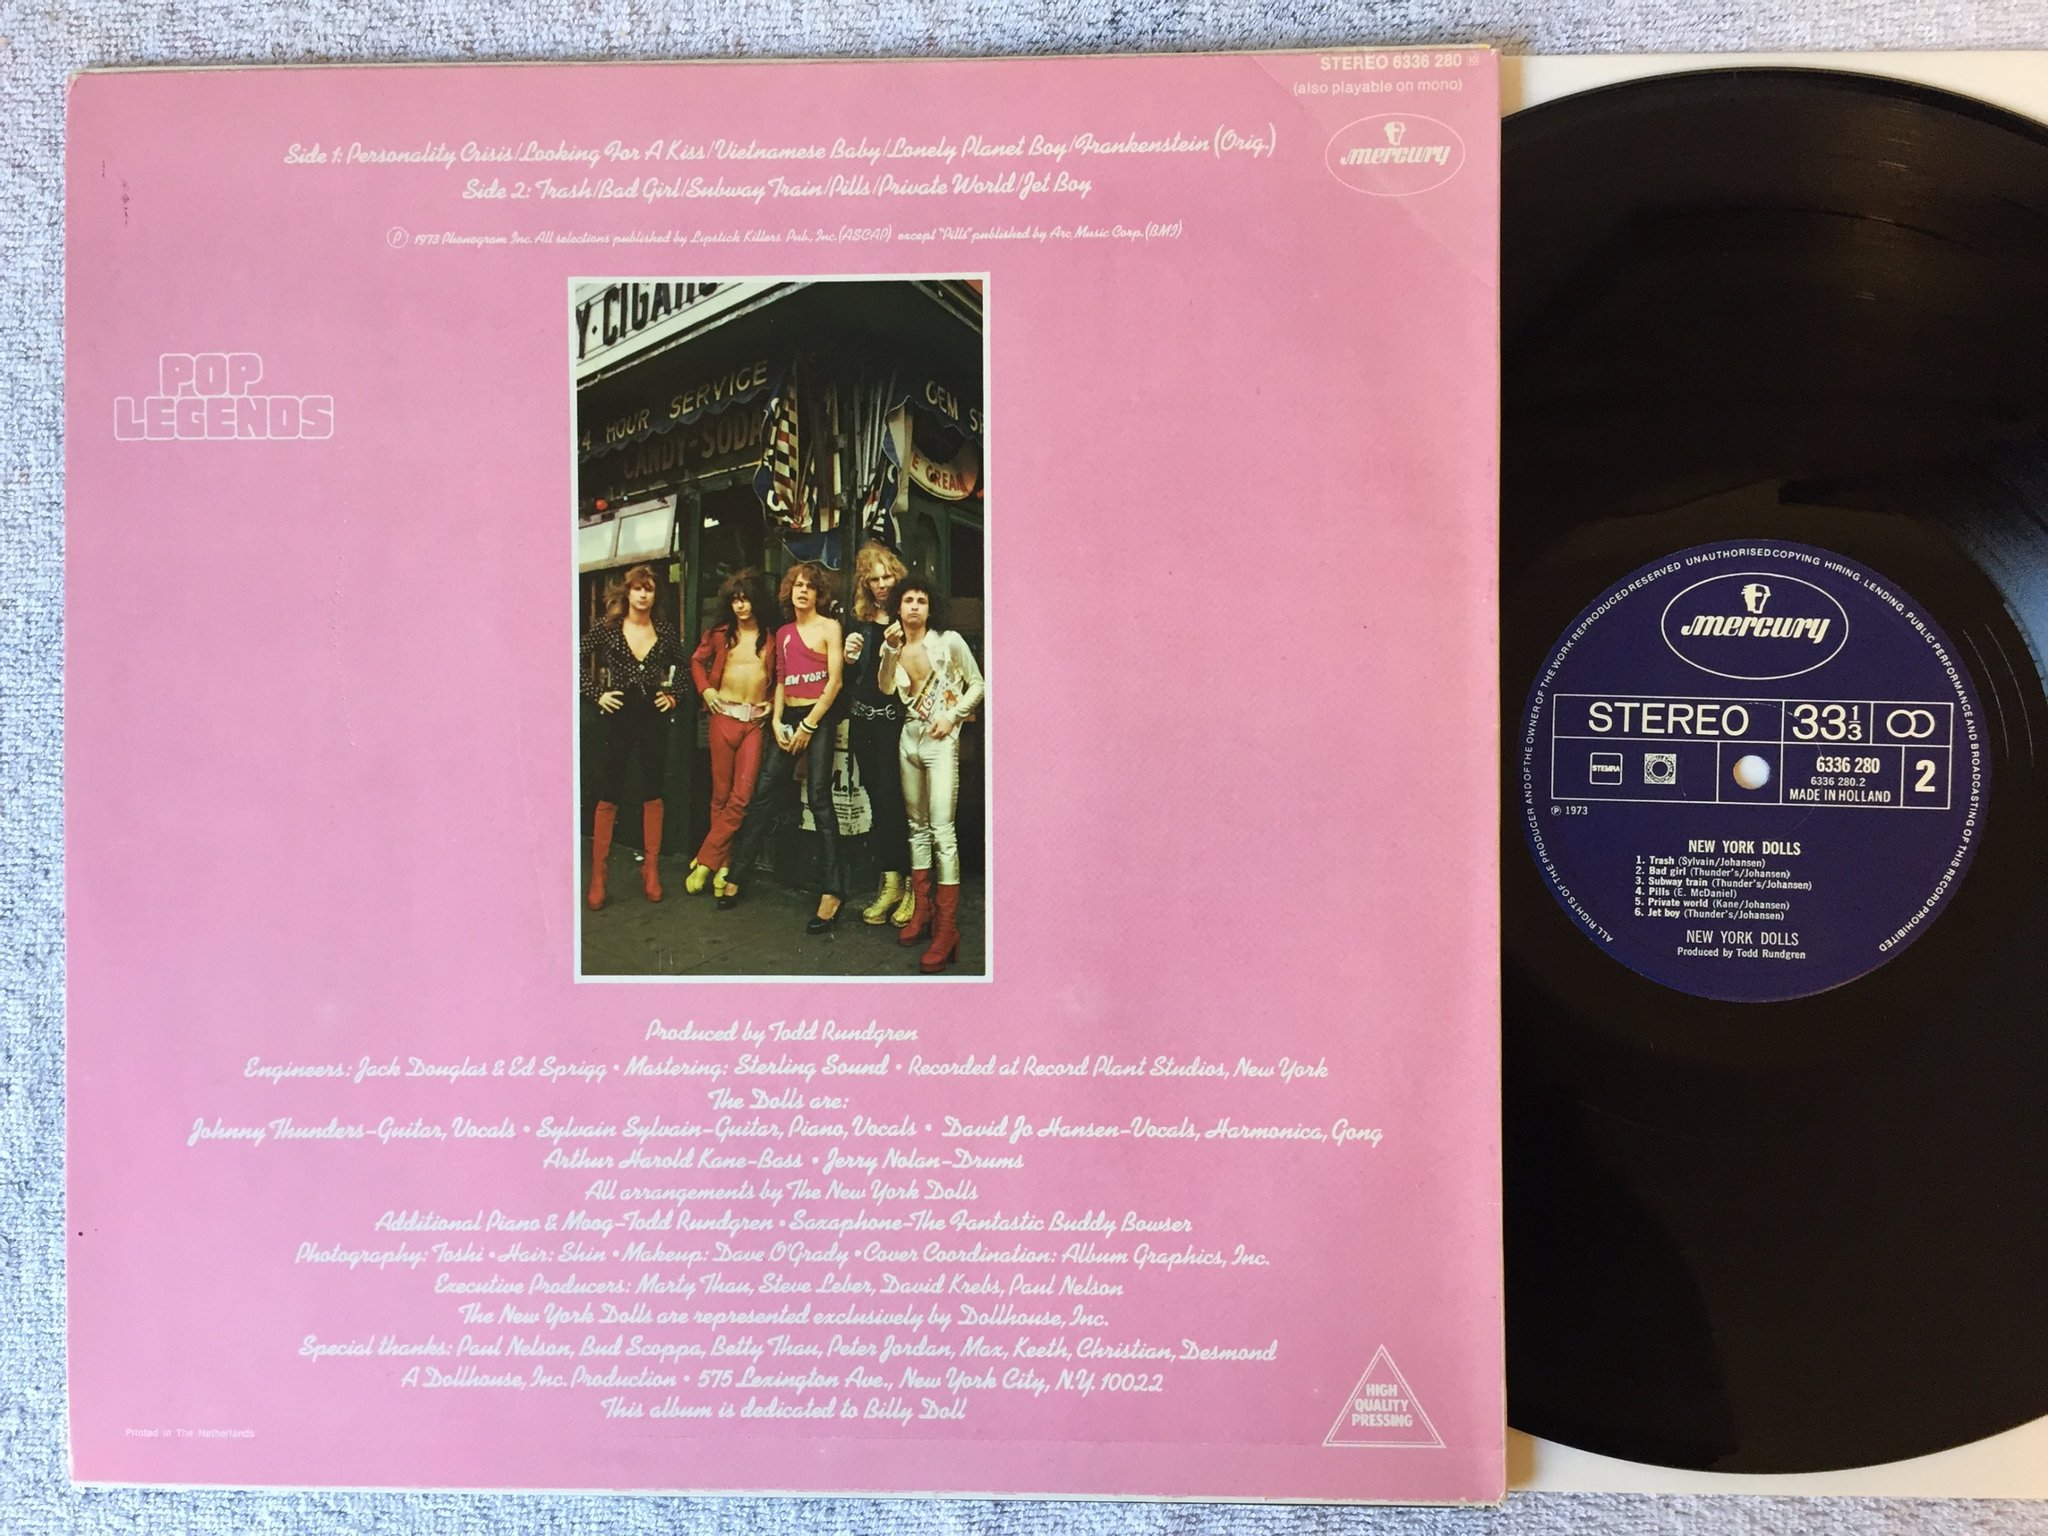 STEREO 6336 280
(also playable on mono)
mercury
Side 1: Personality Crisis/Looking For A Kiss/Vietnamese Baby/Lonely Planet Boy/Frankenstein (Orig.)
Side 2: Trash/Bad Girl/Subway Train/Pills/Private World/Jet Boy
Ⓟ 1973 Phonogram Inc. All selections published by Lipstick Killers Pub., Inc. (ASCAP) except "Pills" published by Arc Music Corp. (BMI)
POP
LEGENDS
Y·CIGARS
4 HOUR SERVICE
CANDY-SODA
GEM
E CREAM
NEW YORK
Produced by Todd Rundgren
Engineers: Jack Douglas & Ed Sprigg • Mastering: Sterling Sound • Recorded at Record Plant Studios, New York
The Dolls are:
Johnny Thunders-Guitar, Vocals • Sylvain Sylvain-Guitar, Piano, Vocals • David Jo Hansen-Vocals, Harmonica, Gong
Arthur Harold Kane-Bass • Jerry Nolan-Drums
All arrangements by The New York Dolls
Additional Piano & Moog-Todd Rundgren • Saxaphone-The Fantastic Buddy Bowser
Photography: Toshi • Hair: Shin • Makeup: Dave O'Grady • Cover Coordination: Album Graphics, Inc.
Executive Producers: Marty Thau, Steve Leber, David Krebs, Paul Nelson
The New York Dolls are represented exclusively by Dollhouse, Inc.
Special thanks: Paul Nelson, Bud Scoppa, Betty Thau, Peter Jordan, Max, Keeth, Christian, Desmond
A Dollhouse, Inc. Production • 575 Lexington Ave., New York City, N.Y. 10022
This album is dedicated to Billy Doll
Printed in The Netherlands
HIGH
QUALITY
PRESSING
ALL RIGHTS OF THE PRODUCER AND OF THE OWNER OF THE WORK REPRODUCED RESERVED UNAUTHORISED COPYING HIRING, LENDING, PUBLIC PERFORMANCE AND BROADCASTING OF THIS RECORD PROHIBITED
mercury
STEREO 33 1/3
STEMRA
6336 280
6336 280.2
MADE IN HOLLAND
2
Ⓟ 1973
NEW YORK DOLLS
1. Trash (Sylvain/Johansen)
2. Bad girl (Thunder's/Johansen)
3. Subway train (Thunder's/Johansen)
4. Pills (E. McDaniel)
5. Private world (Kane/Johansen)
6. Jet boy (Thunder's/Johansen)
NEW YORK DOLLS
Produced by Todd Rundgren